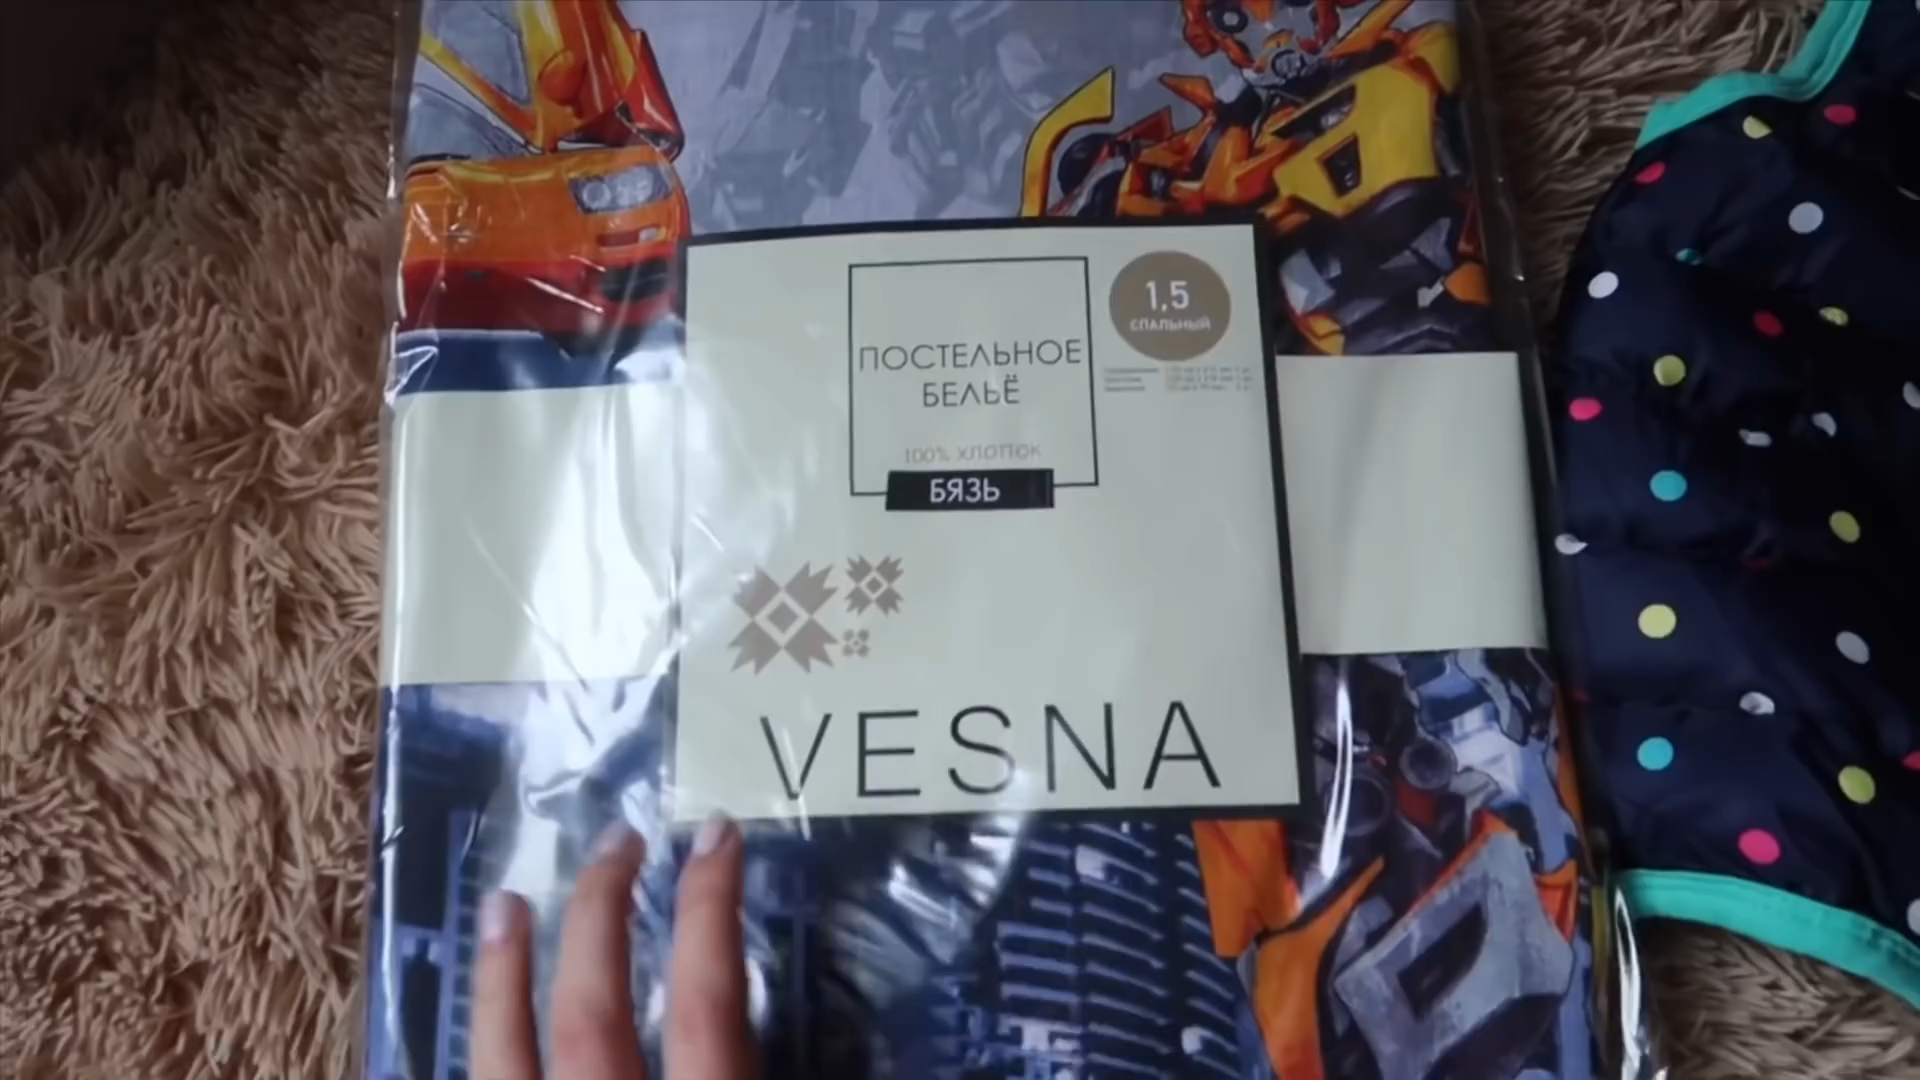 1,5
СПАЛЬНЫЙ
ПОСТЕЛЬНОЕ
БЕЛЬЁ
100% ХЛОПОК
БЯЗЬ
VESNA